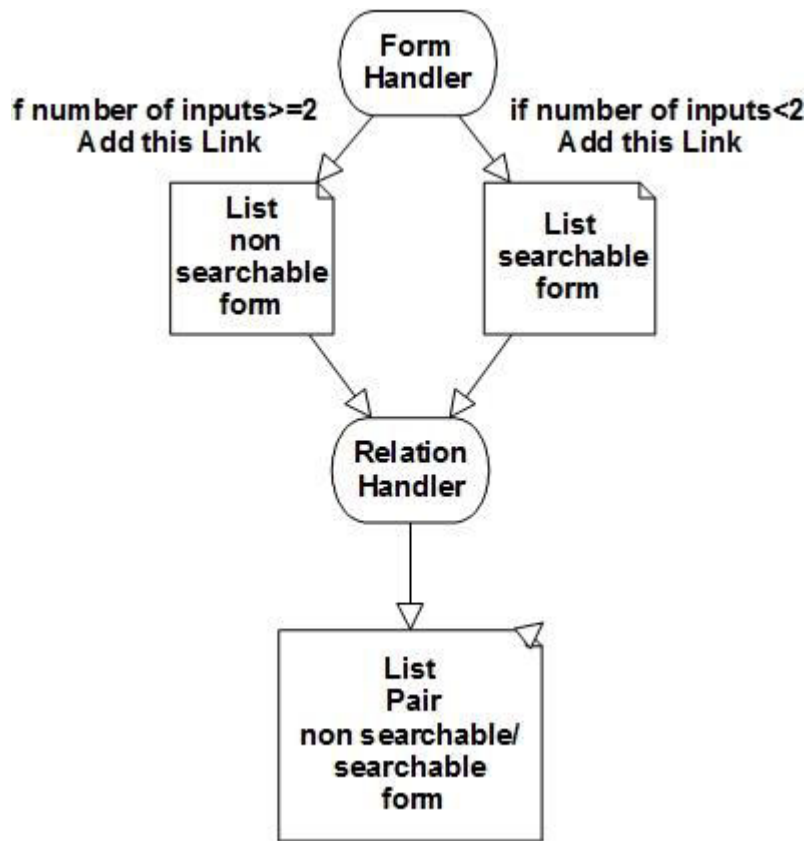 Form
Handler
f number of inputs>=2
Add this Link
if number of inputs<2
Add this Link
List
non
searchable
form
List
searchable
form
Relation
Handler
List
Pair
non searchable/
searchable
form